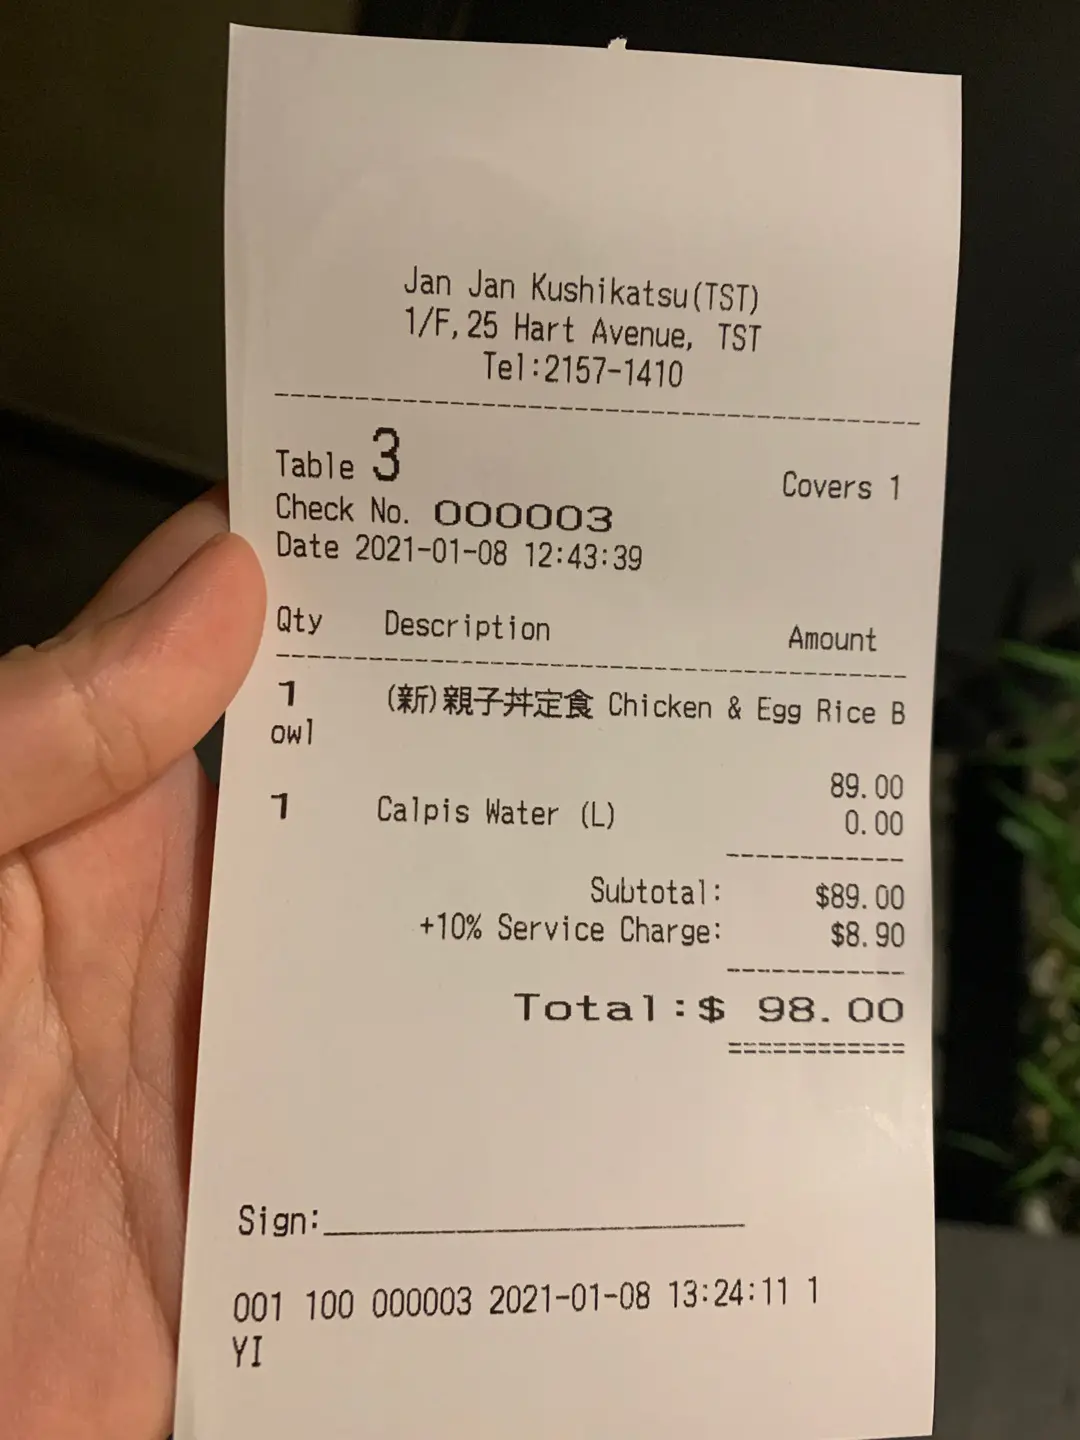 Jan Jan Kushikatsu(TST)
1/F,25 Hart Avenue, TST
Tel:2157-1410
Table 3 Covers 1
Check No. 000003
Date 2021-01-08 12:43:39
Qty Description Amount
1 (新)親子丼定食 Chicken & Egg Rice B
owl
89.00
1 Calpis Water (L) 0.00
Subtotal: $89.00
+10% Service Charge: $8.90
Total:$ 98.00
Sign:
001 100 000003 2021-01-08 13:24:11 1
YI